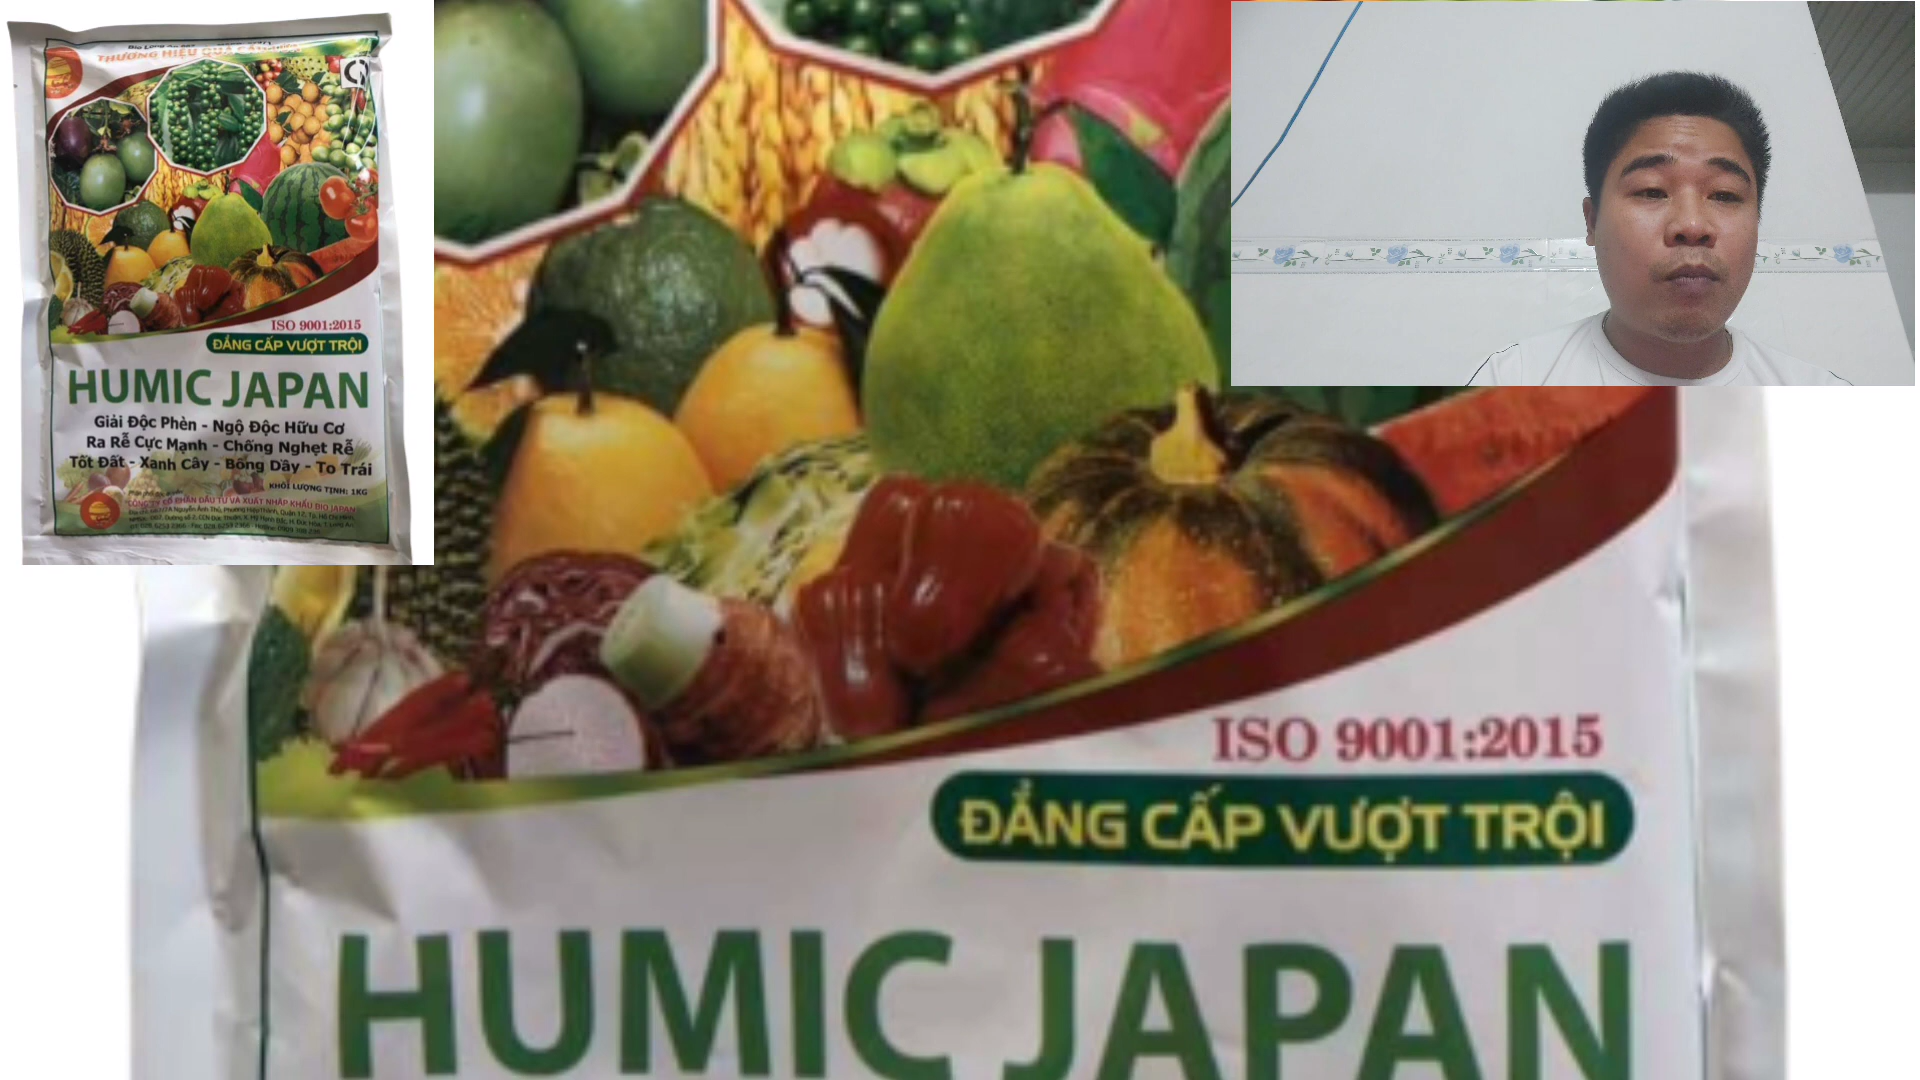 THƯƠNG HIỆU QUẢ CẦU
ISO 9001:2015
ĐẲNG CẤP VƯỢT TRỘI
HUMIC JAPAN
Giải Độc Phèn - Ngộ Độc Hữu Cơ
Ra Rễ Cực Mạnh - Chống Nghẹt Rễ
Tốt Đất - Xanh Cây - Bông Dầy - To Trái
KHỐI LƯỢNG TỊNH: 1KG
CÔNG TY CỔ PHẦN ĐẦU TƯ VÀ XUẤT NHẬP KHẨU BIO JAPAN
ISO 9001:2015
ĐẲNG CẤP VƯỢT TRỘI
HUMIC JAPAN